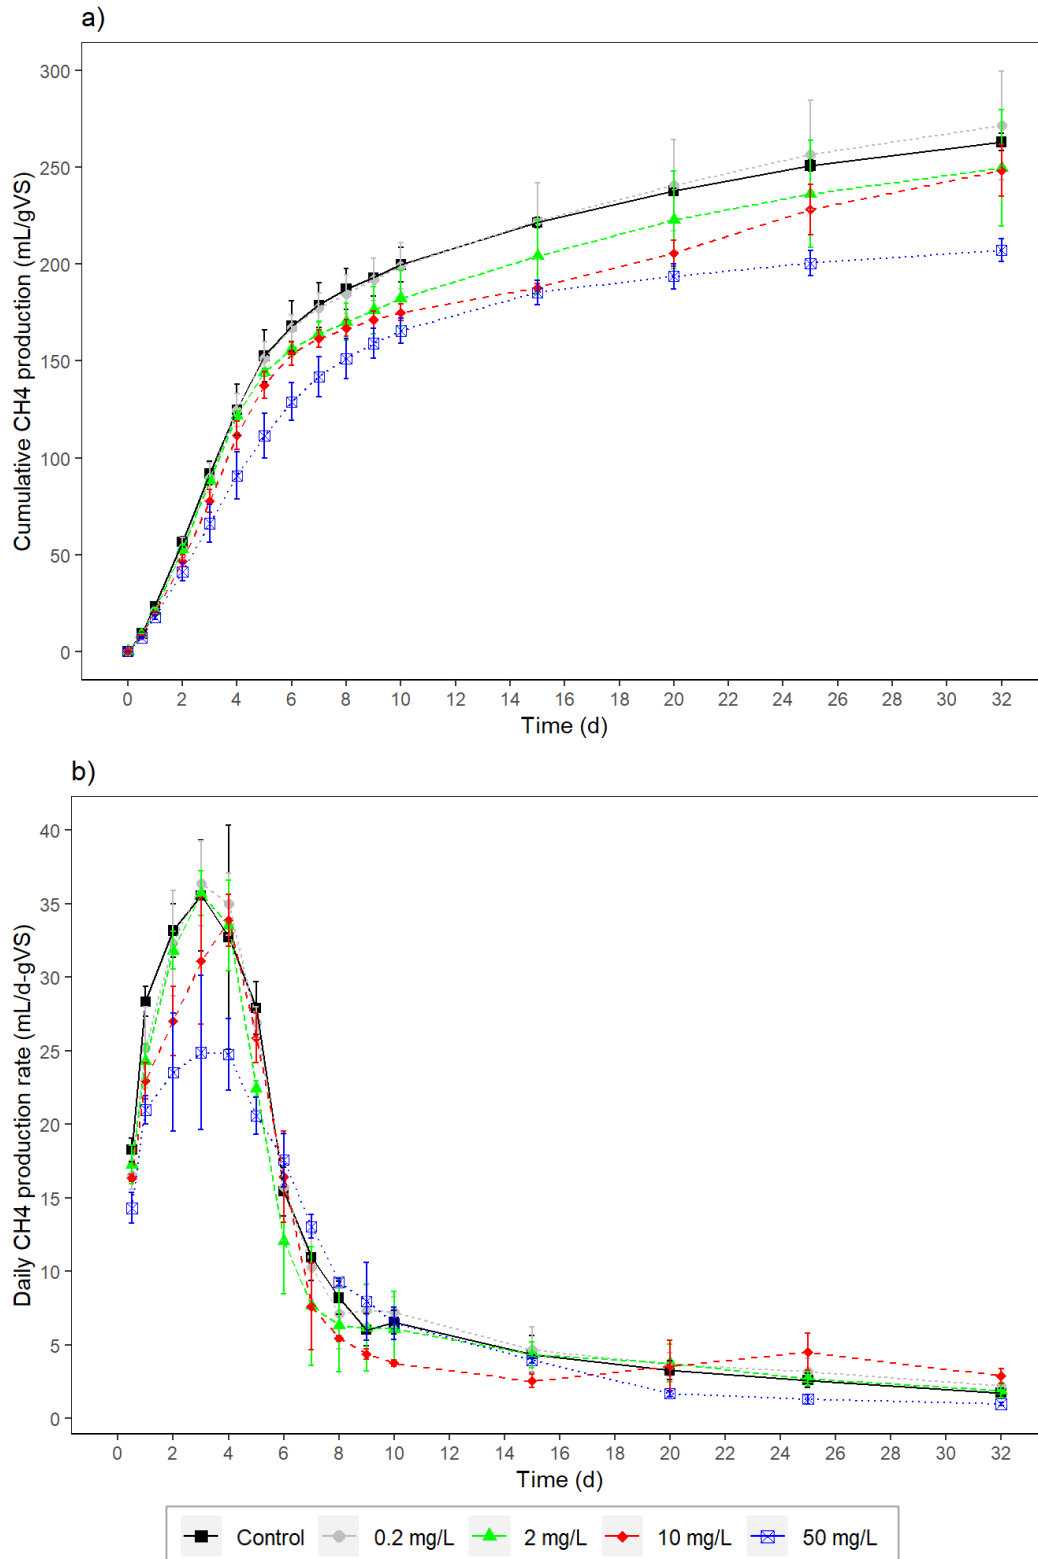 a)
Cumulative CH4 production (mL/gVS)
300
250
200
150
100
50
0
0 2 4 6 8 10 12 14 16 18 20 22 24 26 28 30 32
Time (d)
b)
Daily CH4 production rate (mL/d-gVS)
40
35
30
25
20
15
10
5
0
0 2 4 6 8 10 12 14 16 18 20 22 24 26 28 30 32
Time (d)
Control 0.2 mg/L 2 mg/L 10 mg/L 50 mg/L